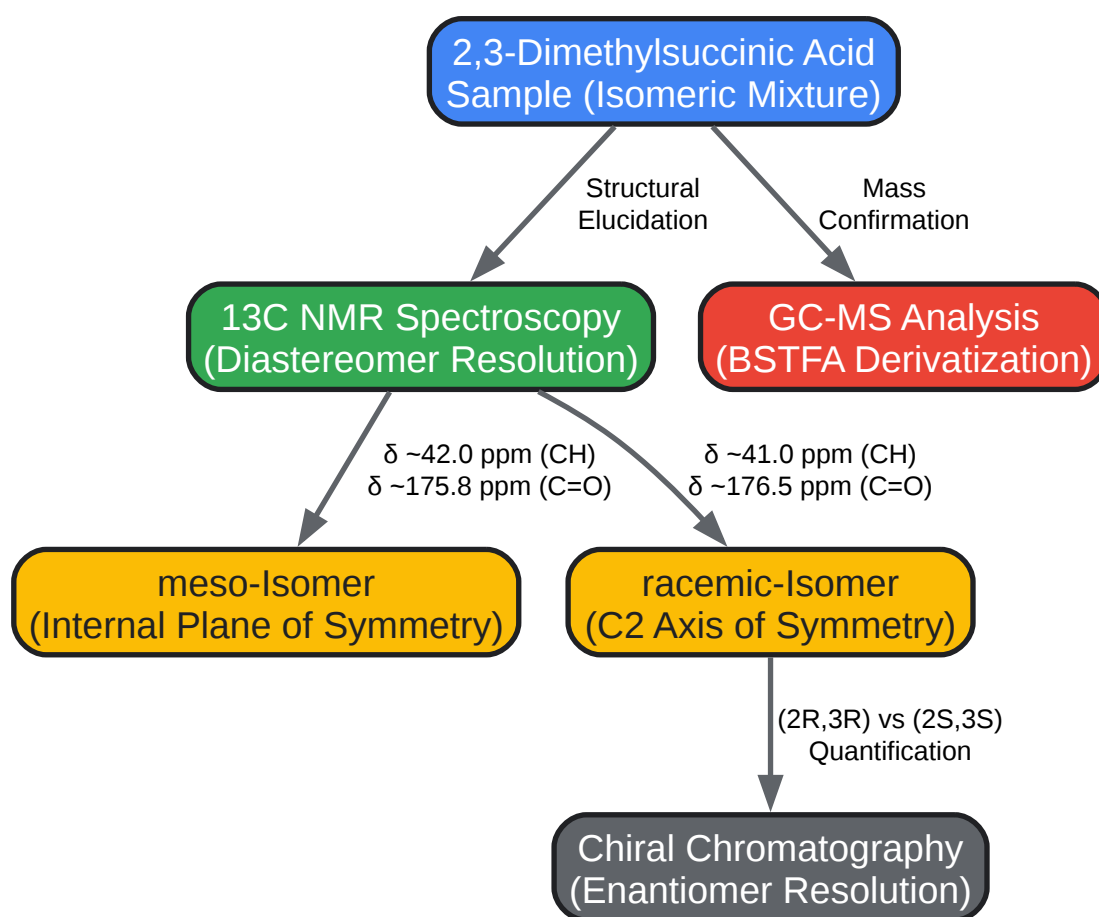 2,3-Dimethylsuccinic Acid
Sample (Isomeric Mixture)
Structural
Elucidation
Mass
Confirmation
13C NMR Spectroscopy
(Diastereomer Resolution)
GC-MS Analysis
(BSTFA Derivatization)
δ ~42.0 ppm (CH)
δ ~175.8 ppm (C=O)
δ ~41.0 ppm (CH)
δ ~176.5 ppm (C=O)
meso-Isomer
(Internal Plane of Symmetry)
racemic-Isomer
(C2 Axis of Symmetry)
(2R,3R) vs (2S,3S)
Quantification
Chiral Chromatography
(Enantiomer Resolution)